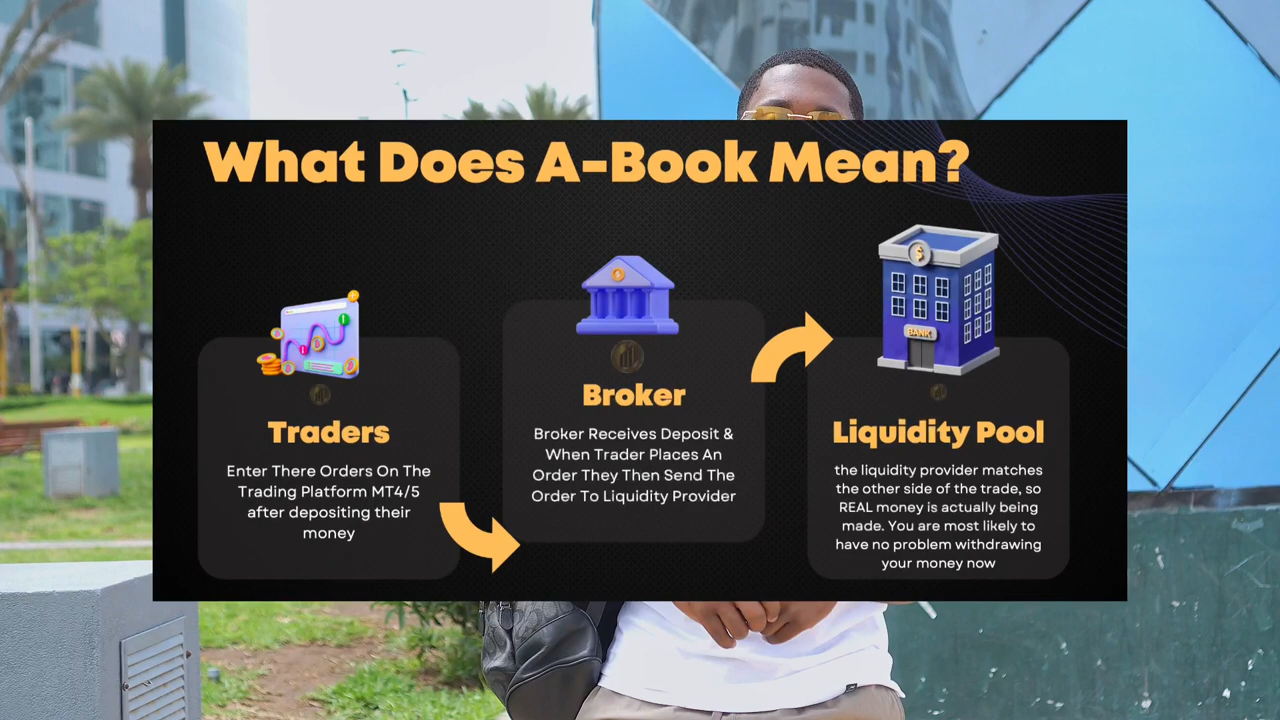 What Does A-Book Mean?
Traders
Enter There Orders On The
Trading Platform MT4/5
after depositing their
money
Broker
Broker Receives Deposit &
When Trader Places An
Order They Then Send The
Order To Liquidity Provider
BANK
Liquidity Pool
the liquidity provider matches
the other side of the trade, so
REAL money is actually being
made. You are most likely to
have no problem withdrawing
your money now